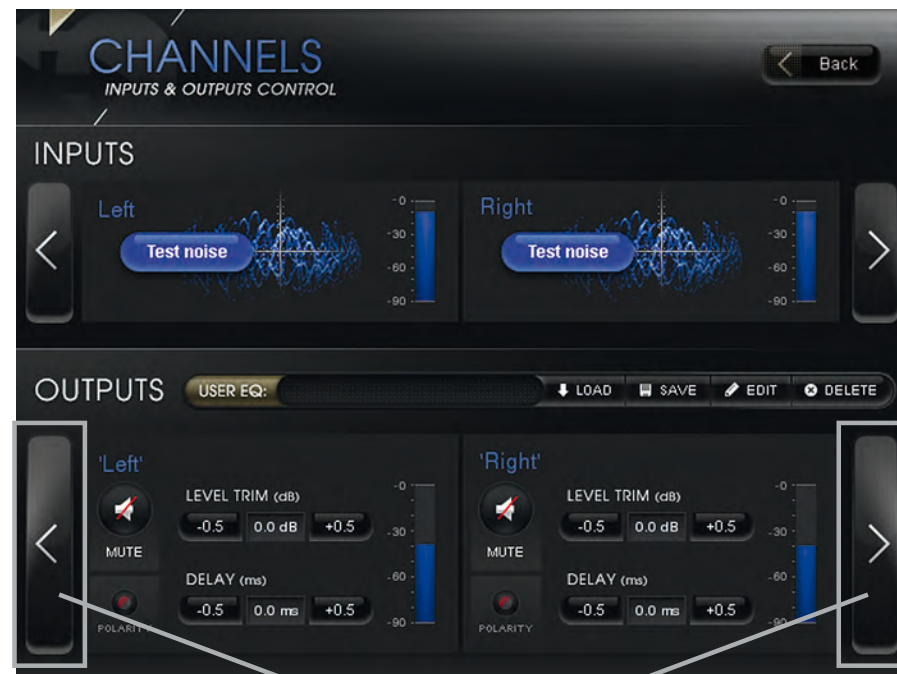 CHANNELS
INPUTS & OUTPUTS CONTROL
Back
INPUTS
Left
Test noise
-0
-30
-60
-90
Right
Test noise
-0
-30
-60
-90
OUTPUTS
USER EQ:
LOAD
SAVE
EDIT
DELETE
'Left'
MUTE
POLARITY
LEVEL TRIM (dB)
-0.5 0.0 dB +0.5
DELAY (ms)
-0.5 0.0 ms +0.5
-0
-30
-60
-90
'Right'
MUTE
POLARITY
LEVEL TRIM (dB)
-0.5 0.0 dB +0.5
DELAY (ms)
-0.5 0.0 ms +0.5
-0
-30
-60
-90